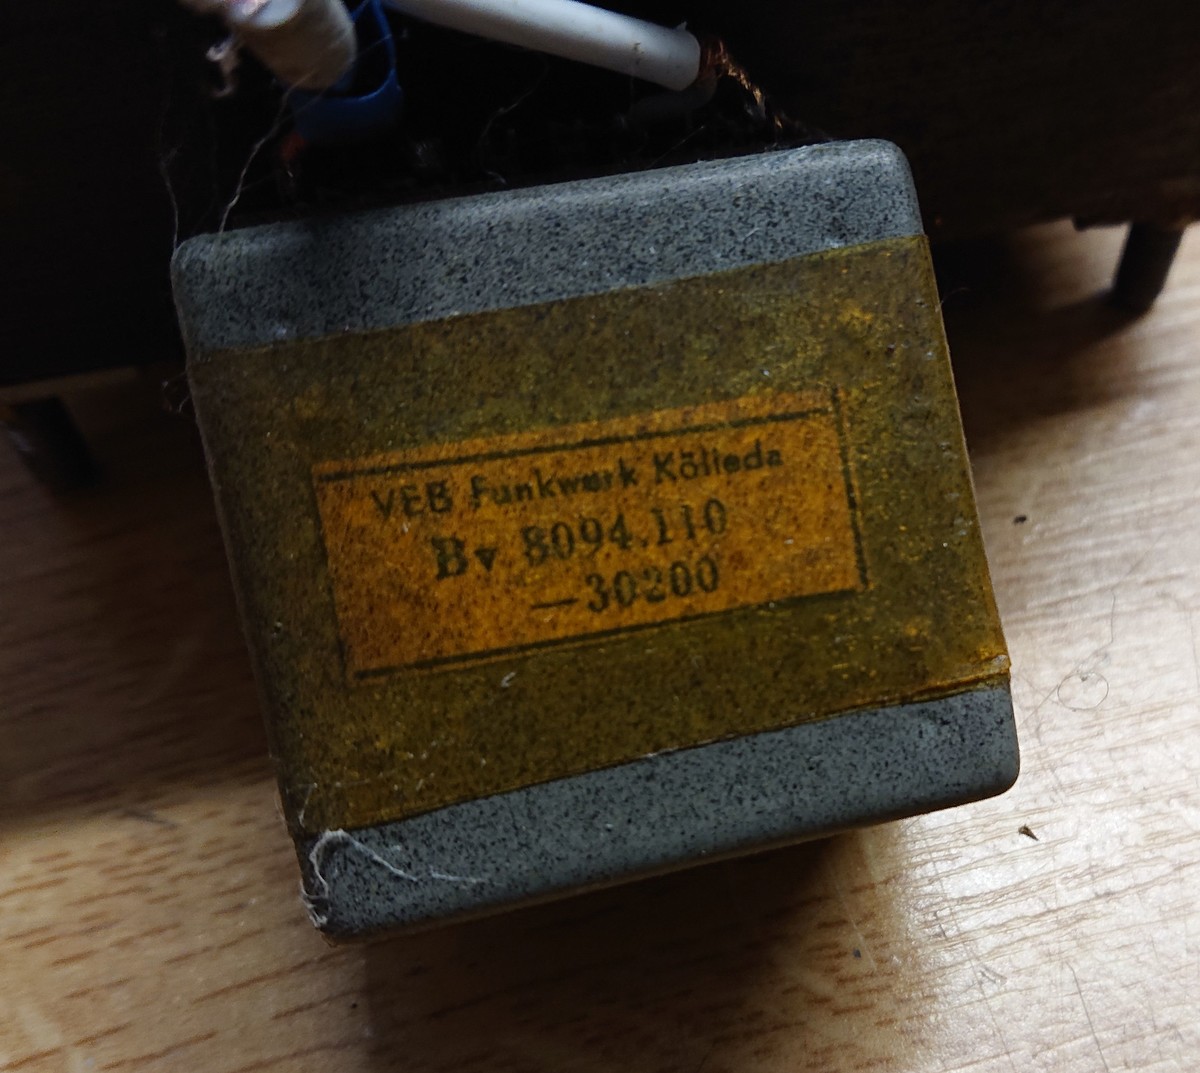 VEB Funkwerk Kölleda
Bv 8094.110
—30200